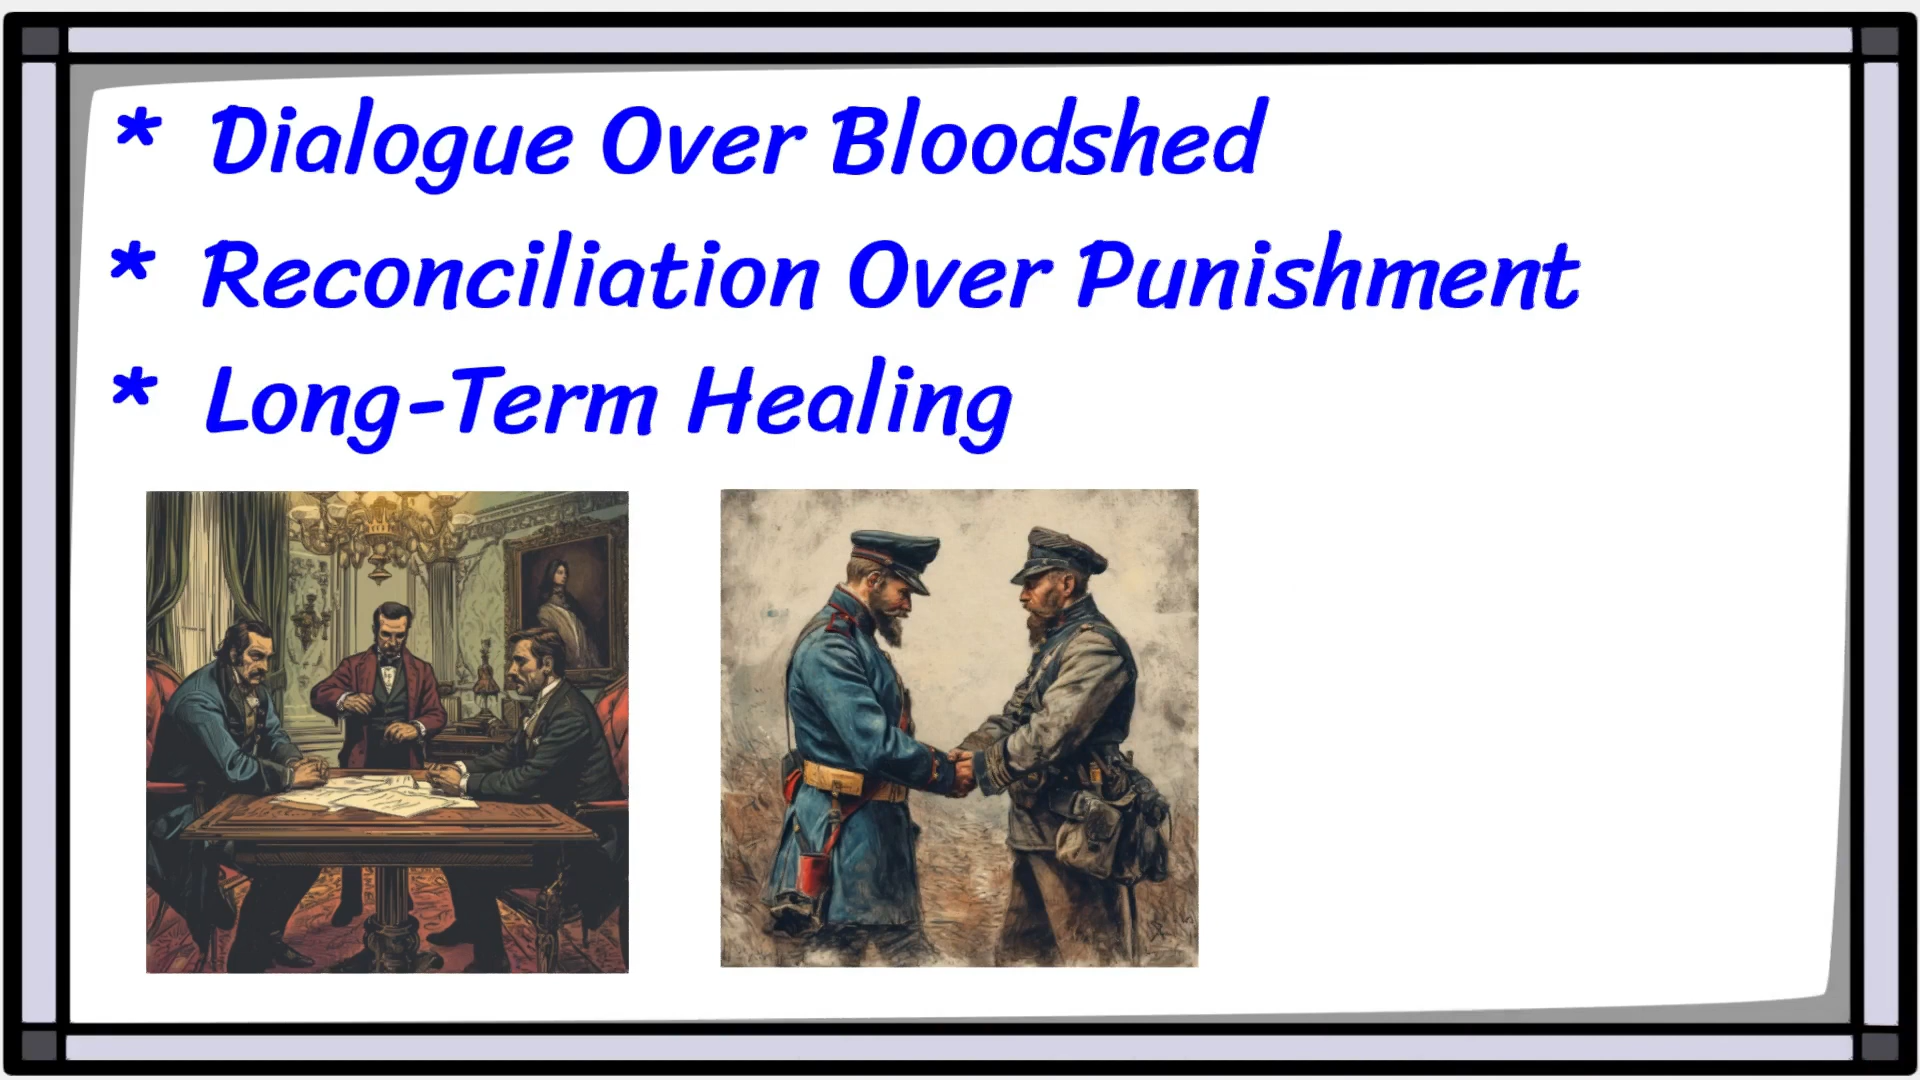 * Dialogue Over Bloodshed
* Reconciliation Over Punishment
* Long-Term Healing